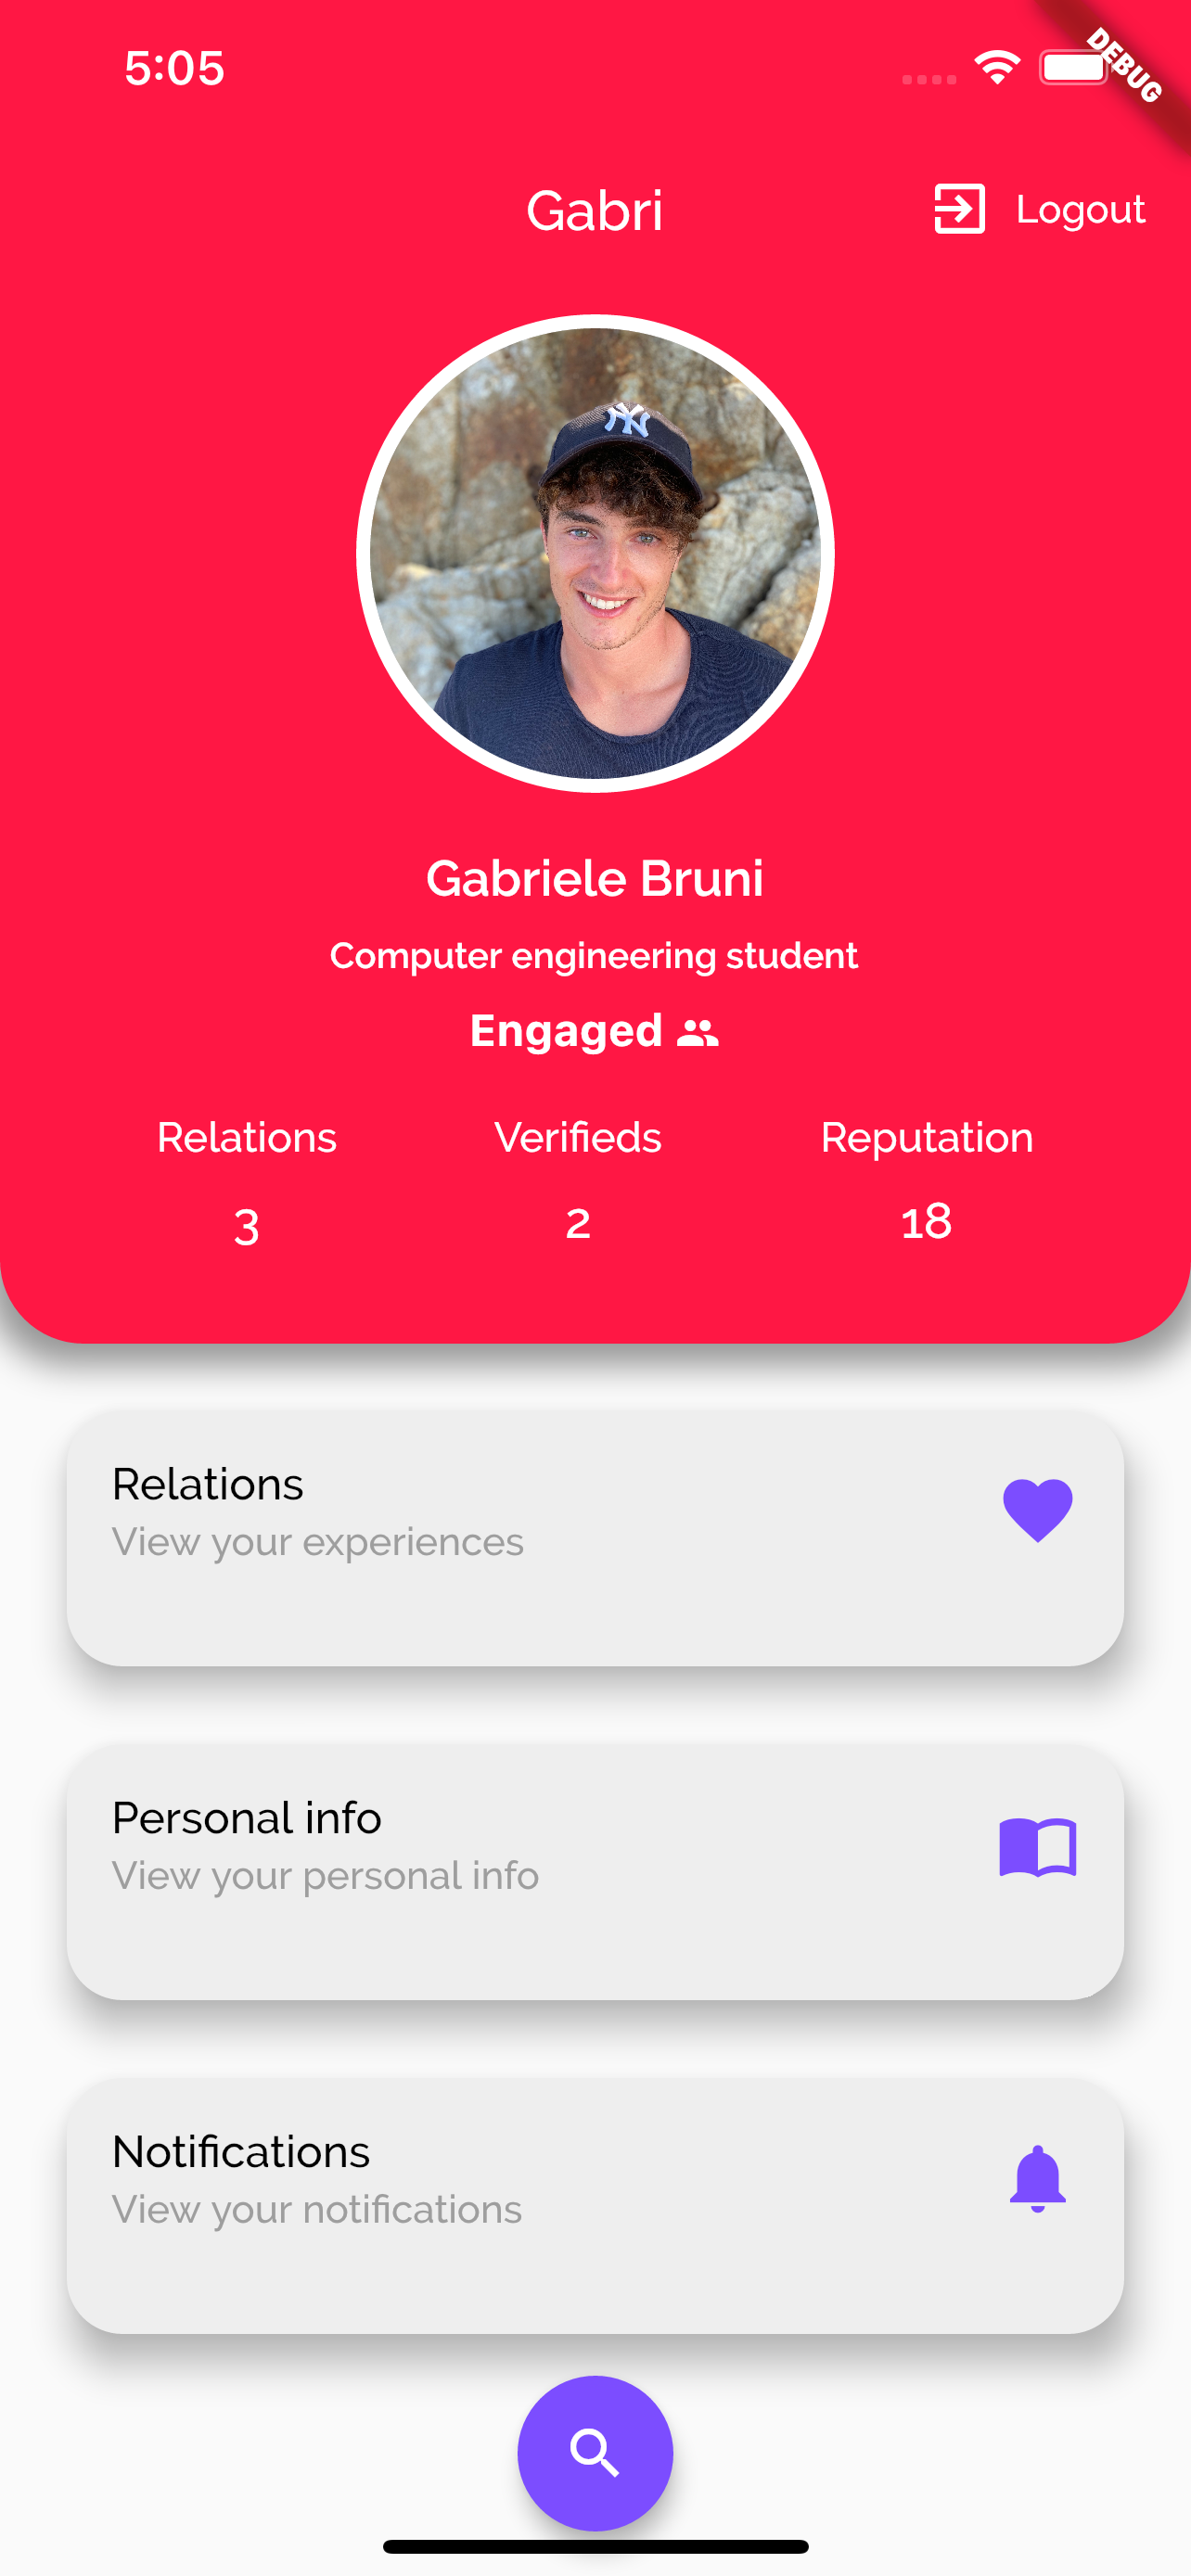 5:05
DEBUG
Gabri
Logout
NY
Gabriele Bruni
Computer engineering student
Engaged
Relations Verifieds Reputation
3 2 18
Relations
View your experiences
Personal info
View your personal info
Notifications
View your notifications